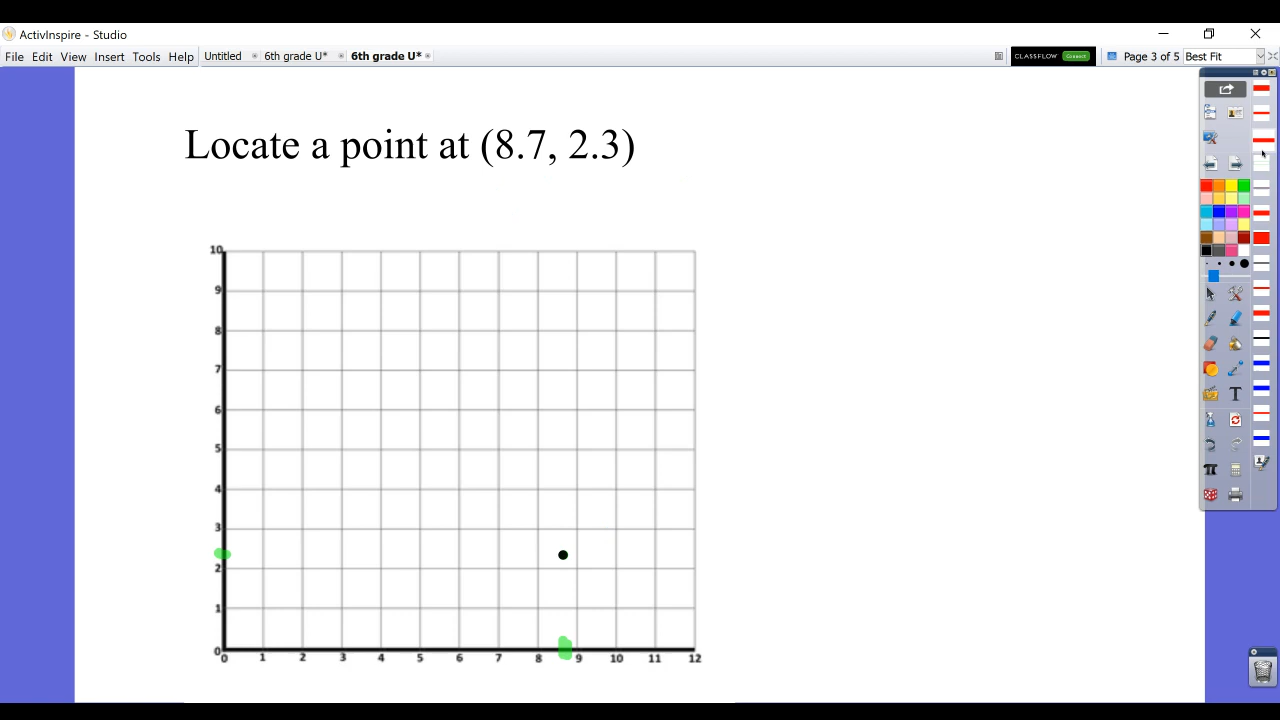 ActivInspire - Studio
File Edit View Insert Tools Help Untitled 6th grade U* 6th grade U* CLASSFLOW Connect Page 3 of 5 Best Fit
Locate a point at (8.7, 2.3)
10
9
8
7
6
5
4
3
2
1
0
0 1 2 3 4 5 6 7 8 9 10 11 12